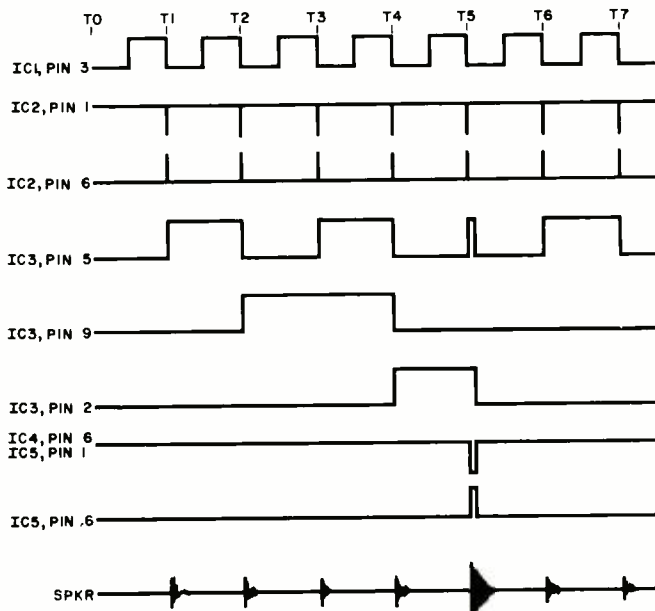 T0 T1 T2 T3 T4 T5 T6 T7
IC1, PIN 3
IC2, PIN 1
IC2, PIN 6
IC3, PIN 5
IC3, PIN 9
IC3, PIN 2
IC4, PIN 6
IC5, PIN 1
IC5, PIN .6
SPKR